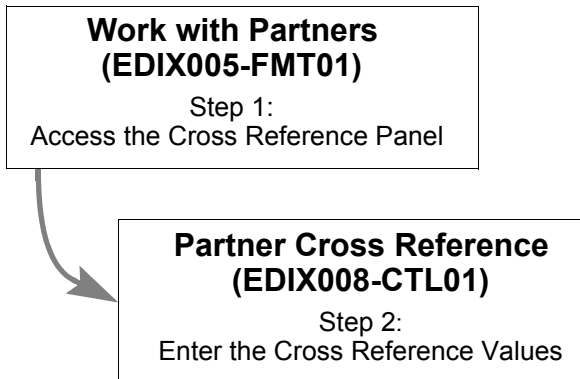 Work with Partners
(EDIX005-FMT01)
Step 1:
Access the Cross Reference Panel
Partner Cross Reference
(EDIX008-CTL01)
Step 2:
Enter the Cross Reference Values